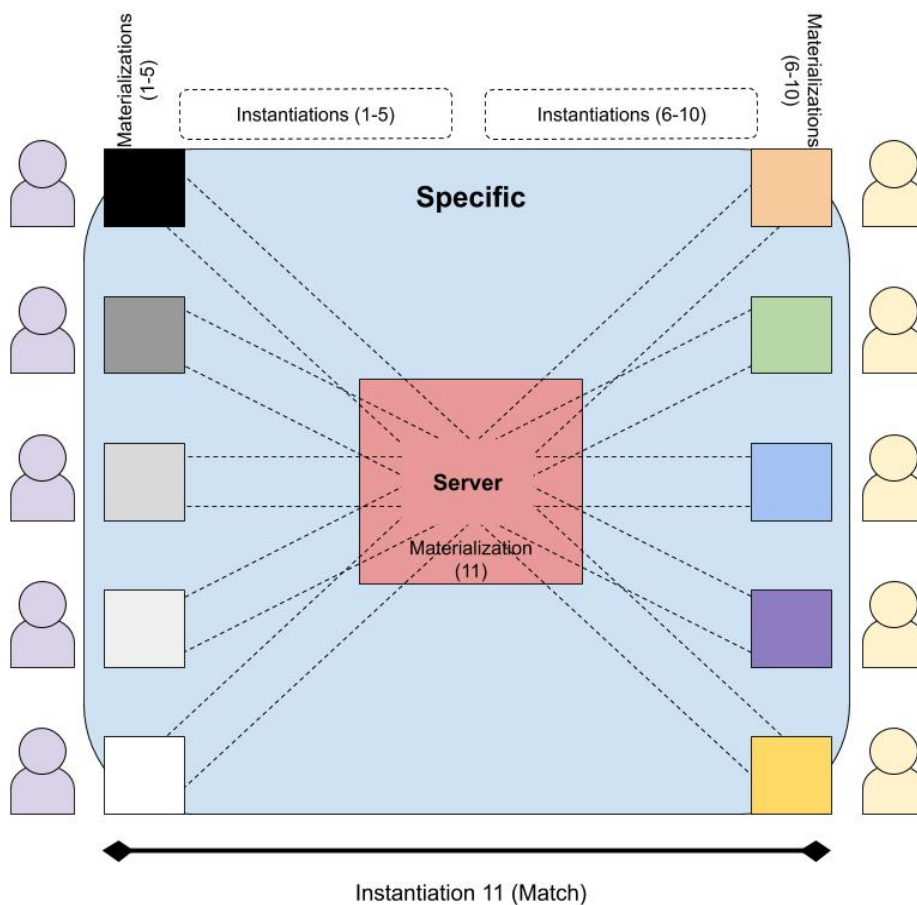 Materializations
(1-5)
Materializations
(6-10)
Instantiations (1-5)
Instantiations (6-10)
Specific
Server
Materialization
(11)
Instantiation 11 (Match)